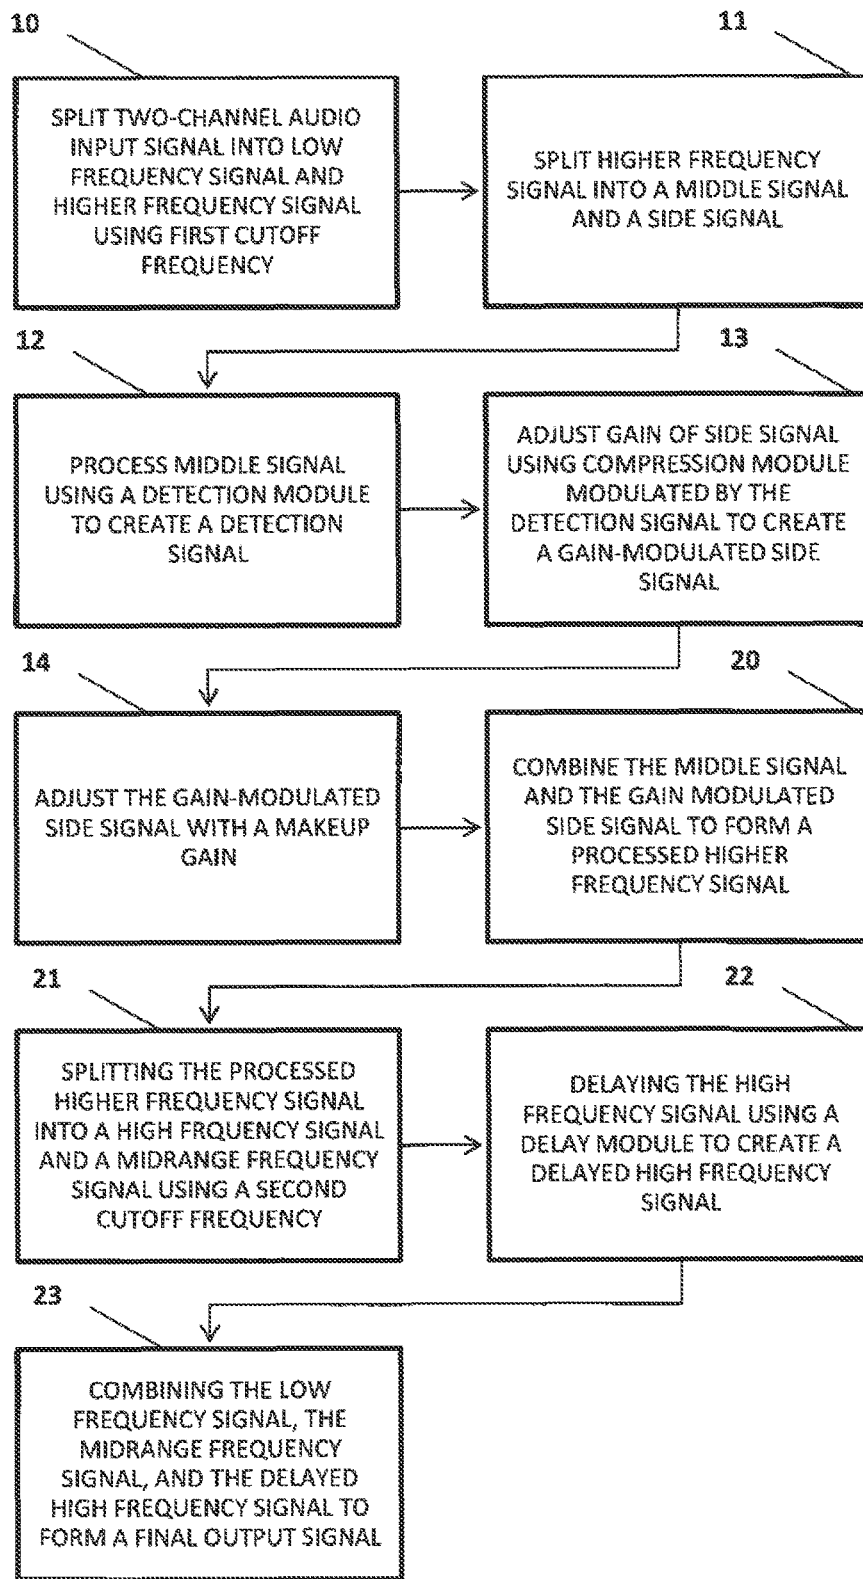 10
SPLIT TWO-CHANNEL AUDIO
INPUT SIGNAL INTO LOW
FREQUENCY SIGNAL AND
HIGHER FREQUENCY SIGNAL
USING FIRST CUTOFF
FREQUENCY
11
SPLIT HIGHER FREQUENCY
SIGNAL INTO A MIDDLE SIGNAL
AND A SIDE SIGNAL
12
PROCESS MIDDLE SIGNAL
USING A DETECTION MODULE
TO CREATE A DETECTION
SIGNAL
13
ADJUST GAIN OF SIDE SIGNAL
USING COMPRESSION MODULE
MODULATED BY THE
DETECTION SIGNAL TO CREATE
A GAIN-MODULATED SIDE
SIGNAL
14
ADJUST THE GAIN-MODULATED
SIDE SIGNAL WITH A MAKEUP
GAIN
20
COMBINE THE MIDDLE SIGNAL
AND THE GAIN MODULATED
SIDE SIGNAL TO FORM A
PROCESSED HIGHER
FREQUENCY SIGNAL
21
SPLITTING THE PROCESSED
HIGHER FREQUENCY SIGNAL
INTO A HIGH FRQUENCY SIGNAL
AND A MIDRANGE FREQUENCY
SIGNAL USING A SECOND
CUTOFF FREQUENCY
22
DELAYING THE HIGH
FREQUENCY SIGNAL USING A
DELAY MODULE TO CREATE A
DELAYED HIGH FREQUENCY
SIGNAL
23
COMBINING THE LOW
FREQUENCY SIGNAL, THE
MIDRANGE FREQUENCY
SIGNAL, AND THE DELAYED
HIGH FREQUENCY SIGNAL TO
FORM A FINAL OUTPUT SIGNAL